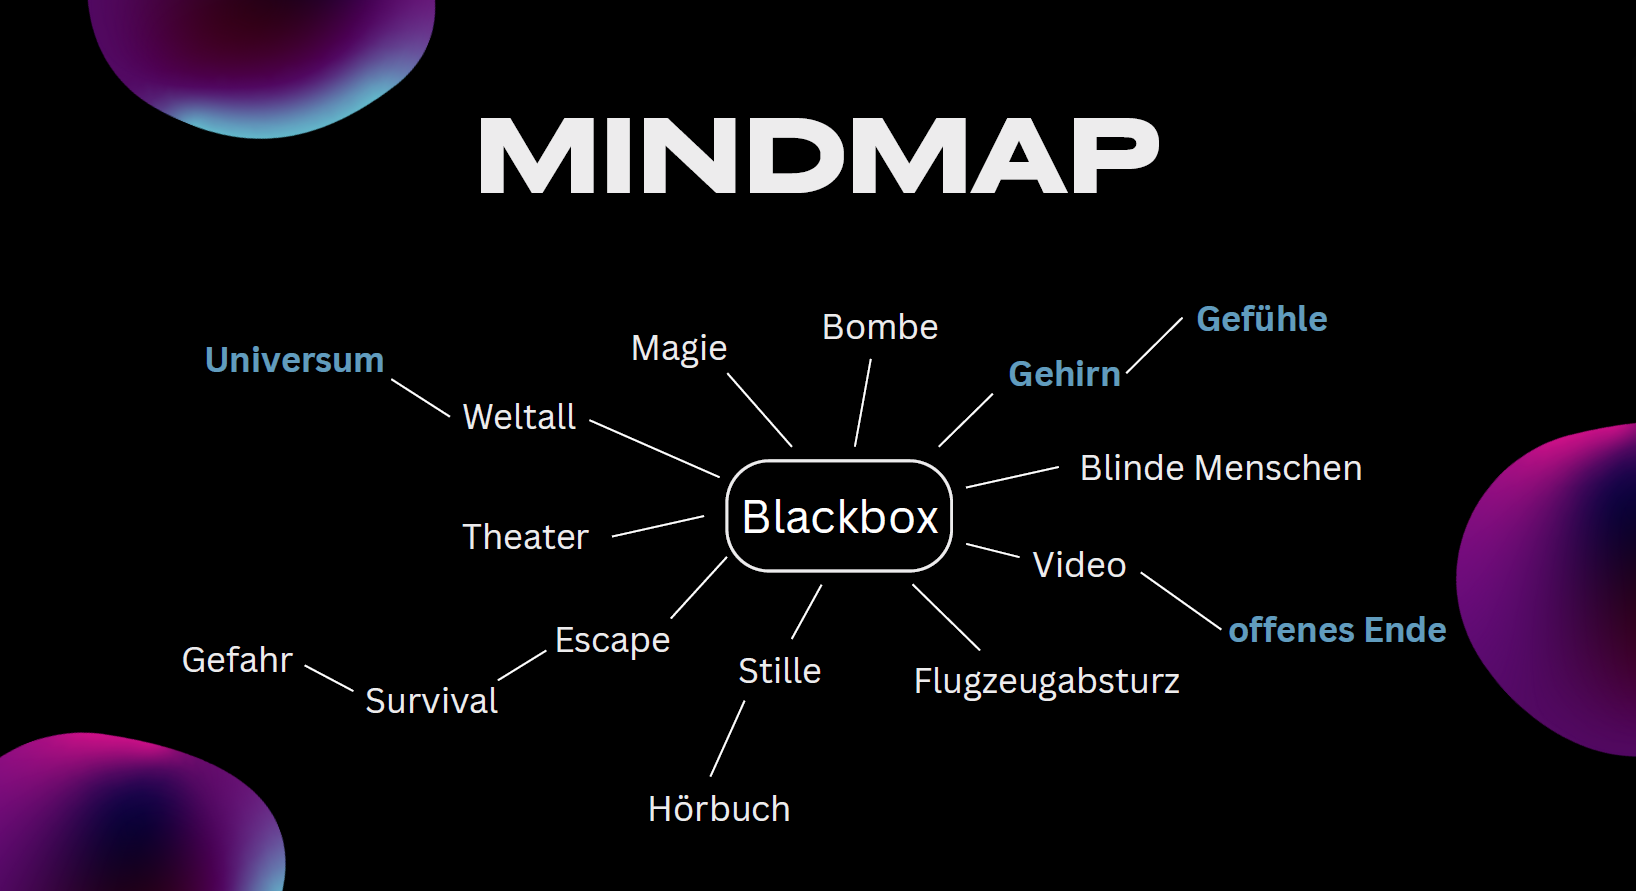 MINDMAP
Bombe
Gefühle
Magie
Universum
Gehirn
Weltall
Blinde Menschen
Blackbox
Theater
Video
offenes Ende
Escape
Gefahr
Stille
Flugzeugabsturz
Survival
Hörbuch